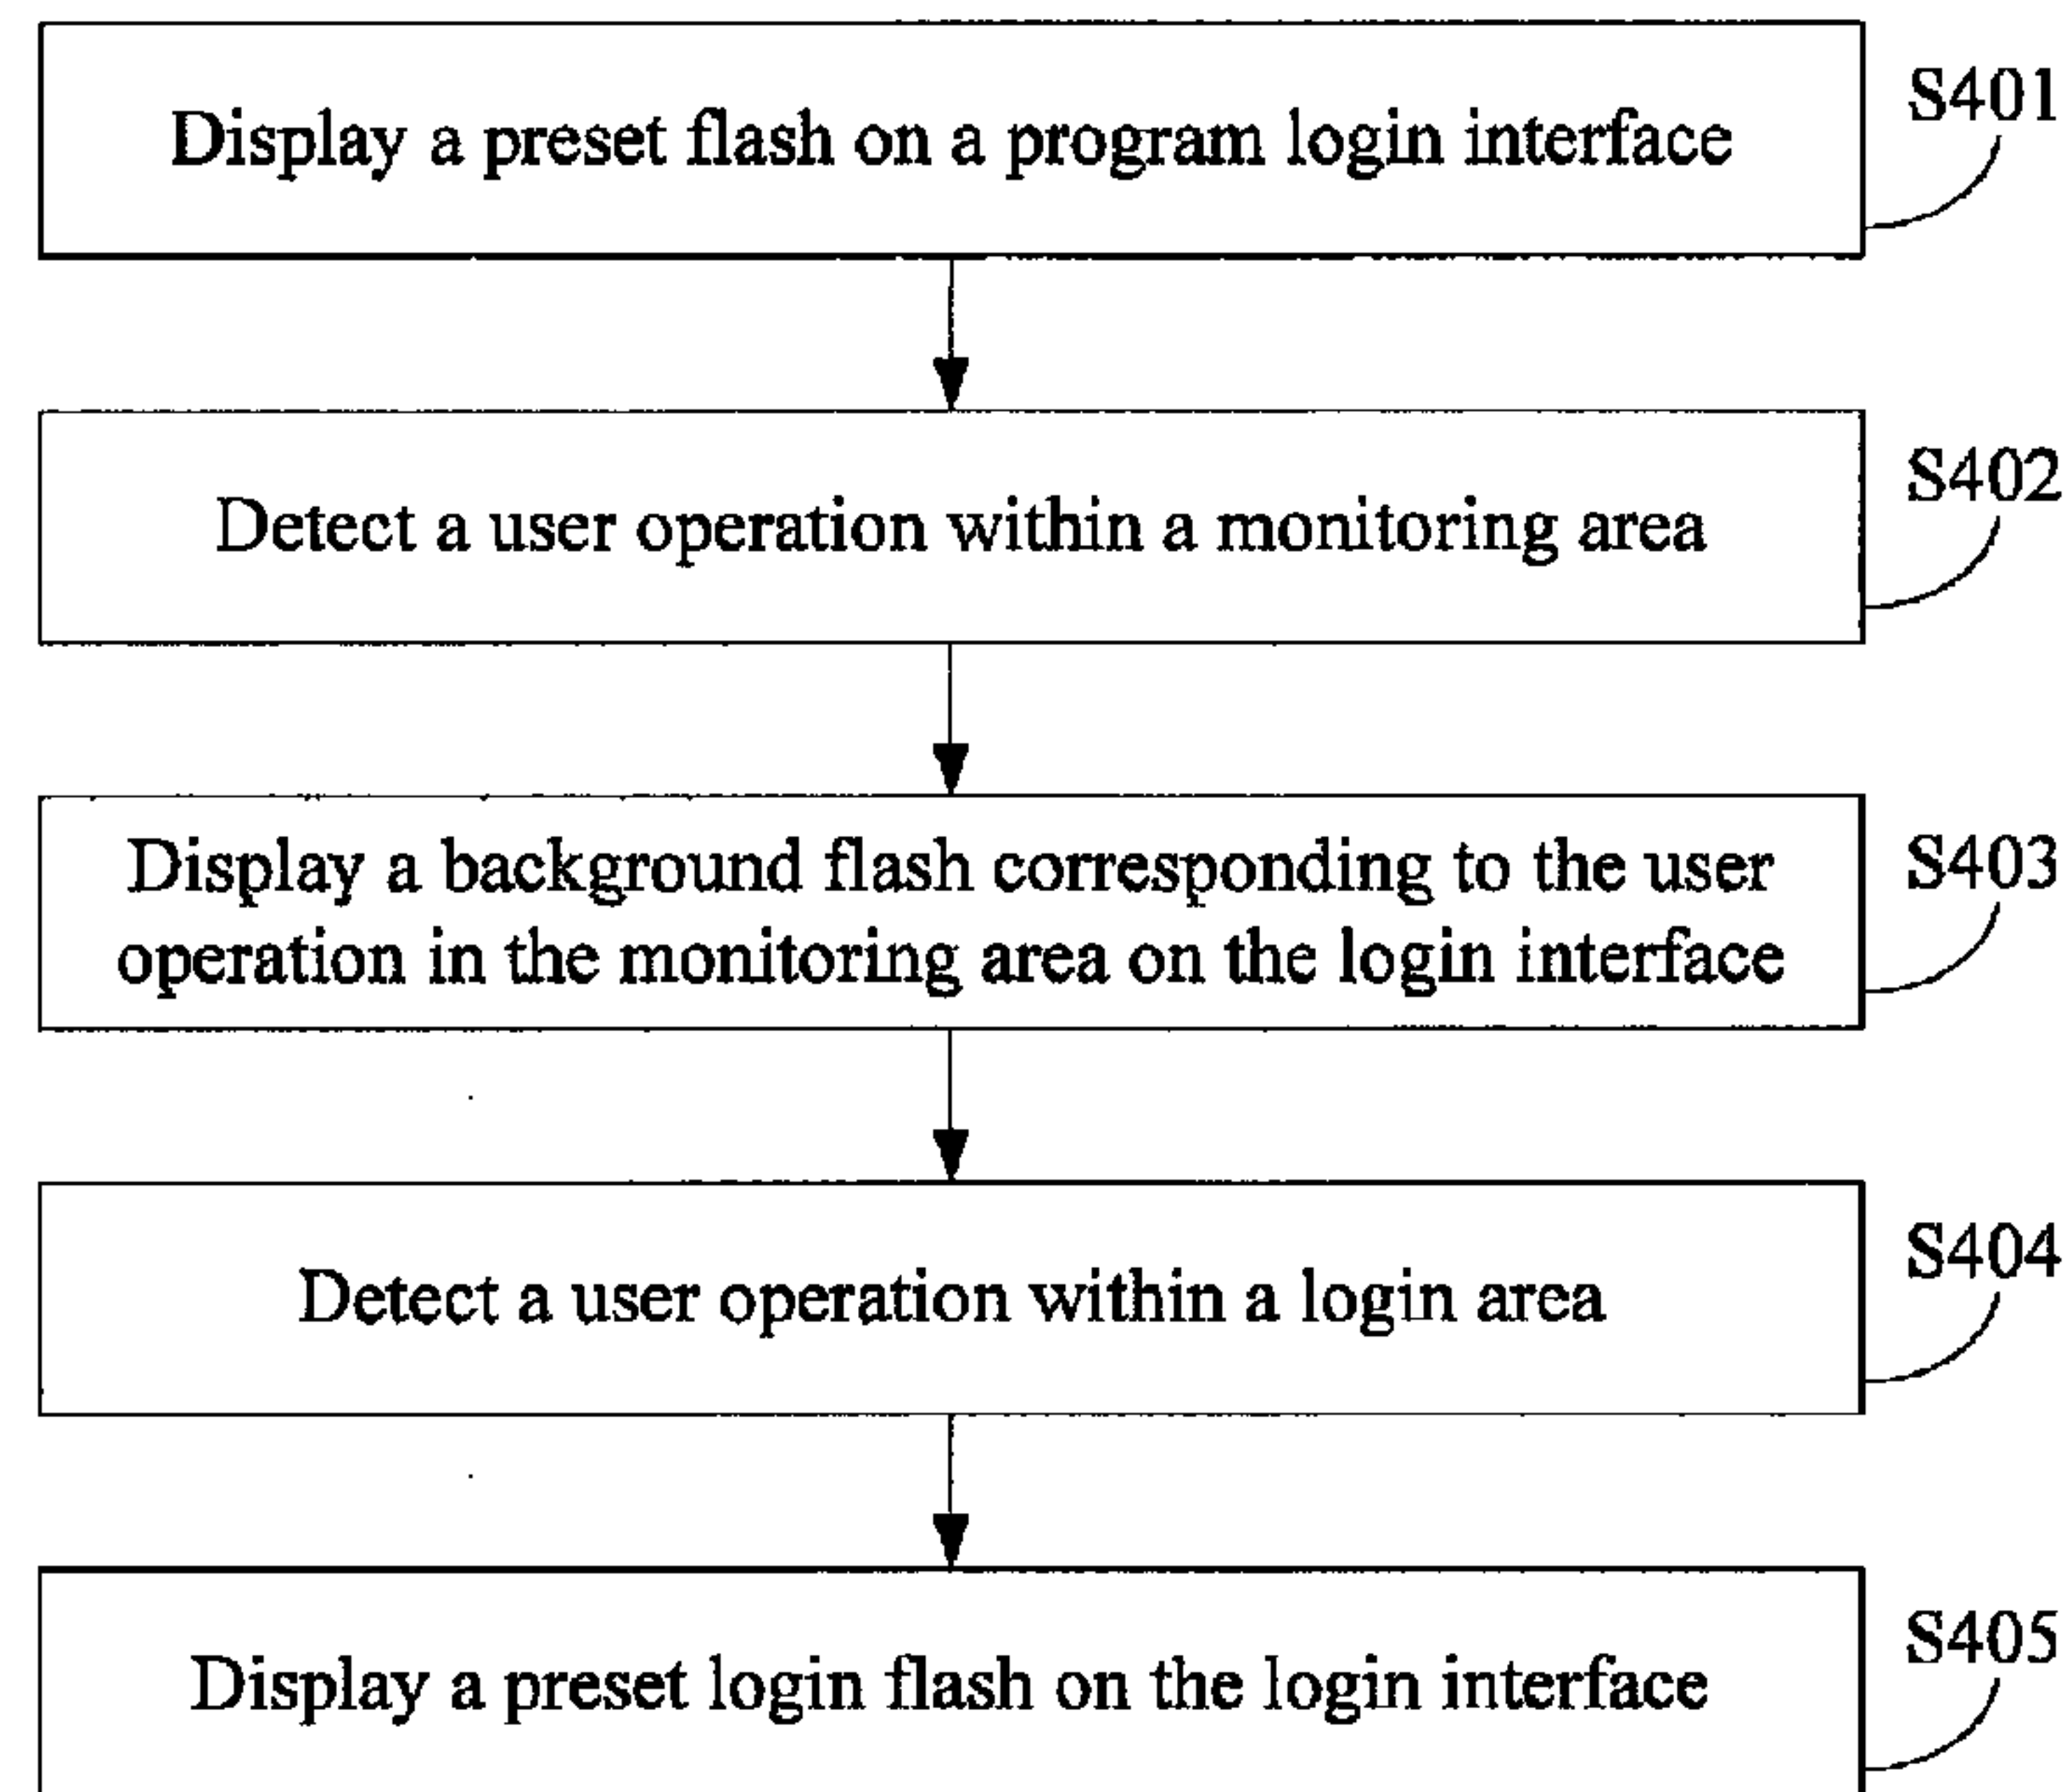 Display a preset flash on a program login interface
S401
Detect a user operation within a monitoring area
S402
Display a background flash corresponding to the user
operation in the monitoring area on the login interface
S403
Detect a user operation within a login area
S404
Display a preset login flash on the login interface
S405